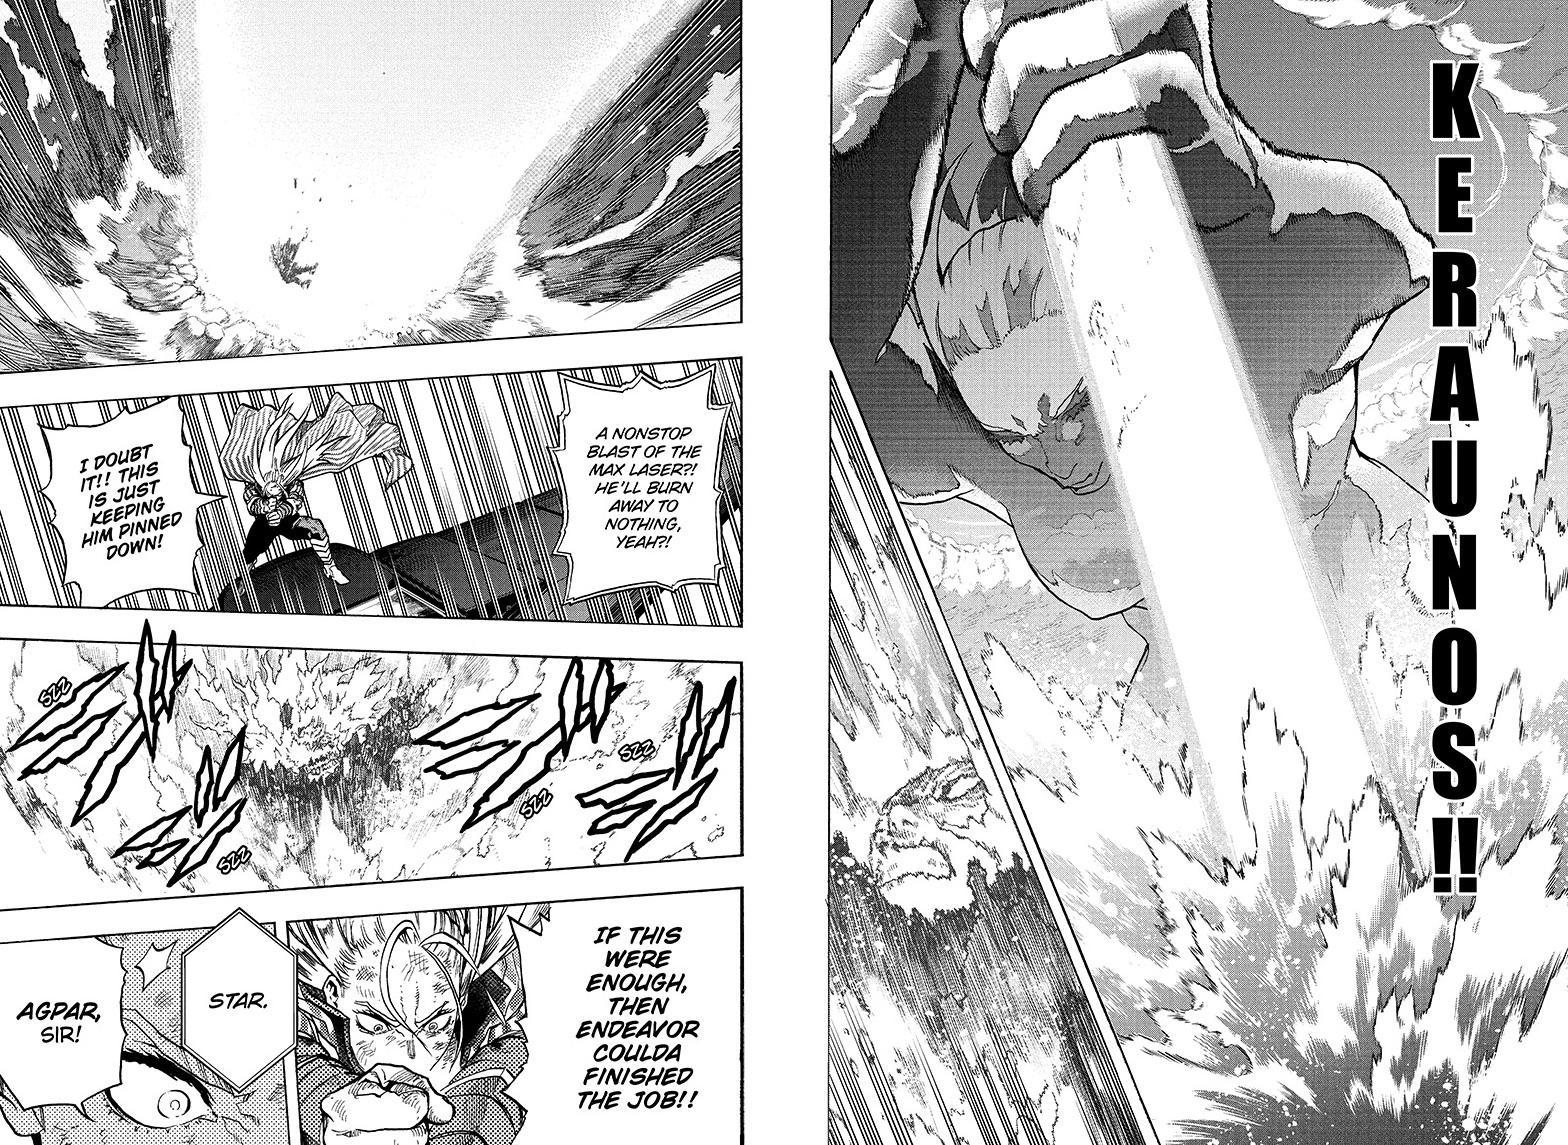 KERAUNOS!!
A NONSTOP
BLAST OF THE
MAX LASER?!
HE'LL BURN
AWAY TO
NOTHING,
YEAH?!
I DOUBT
IT!! THIS
IS JUST
KEEPING
HIM PINNED
DOWN!
SZZ
SZZ
SZZ
SZZ
IF THIS
WERE
ENOUGH,
THEN
ENDEAVOR
COULDA
FINISHED
THE JOB!!
STAR.
AGPAR,
SIR!